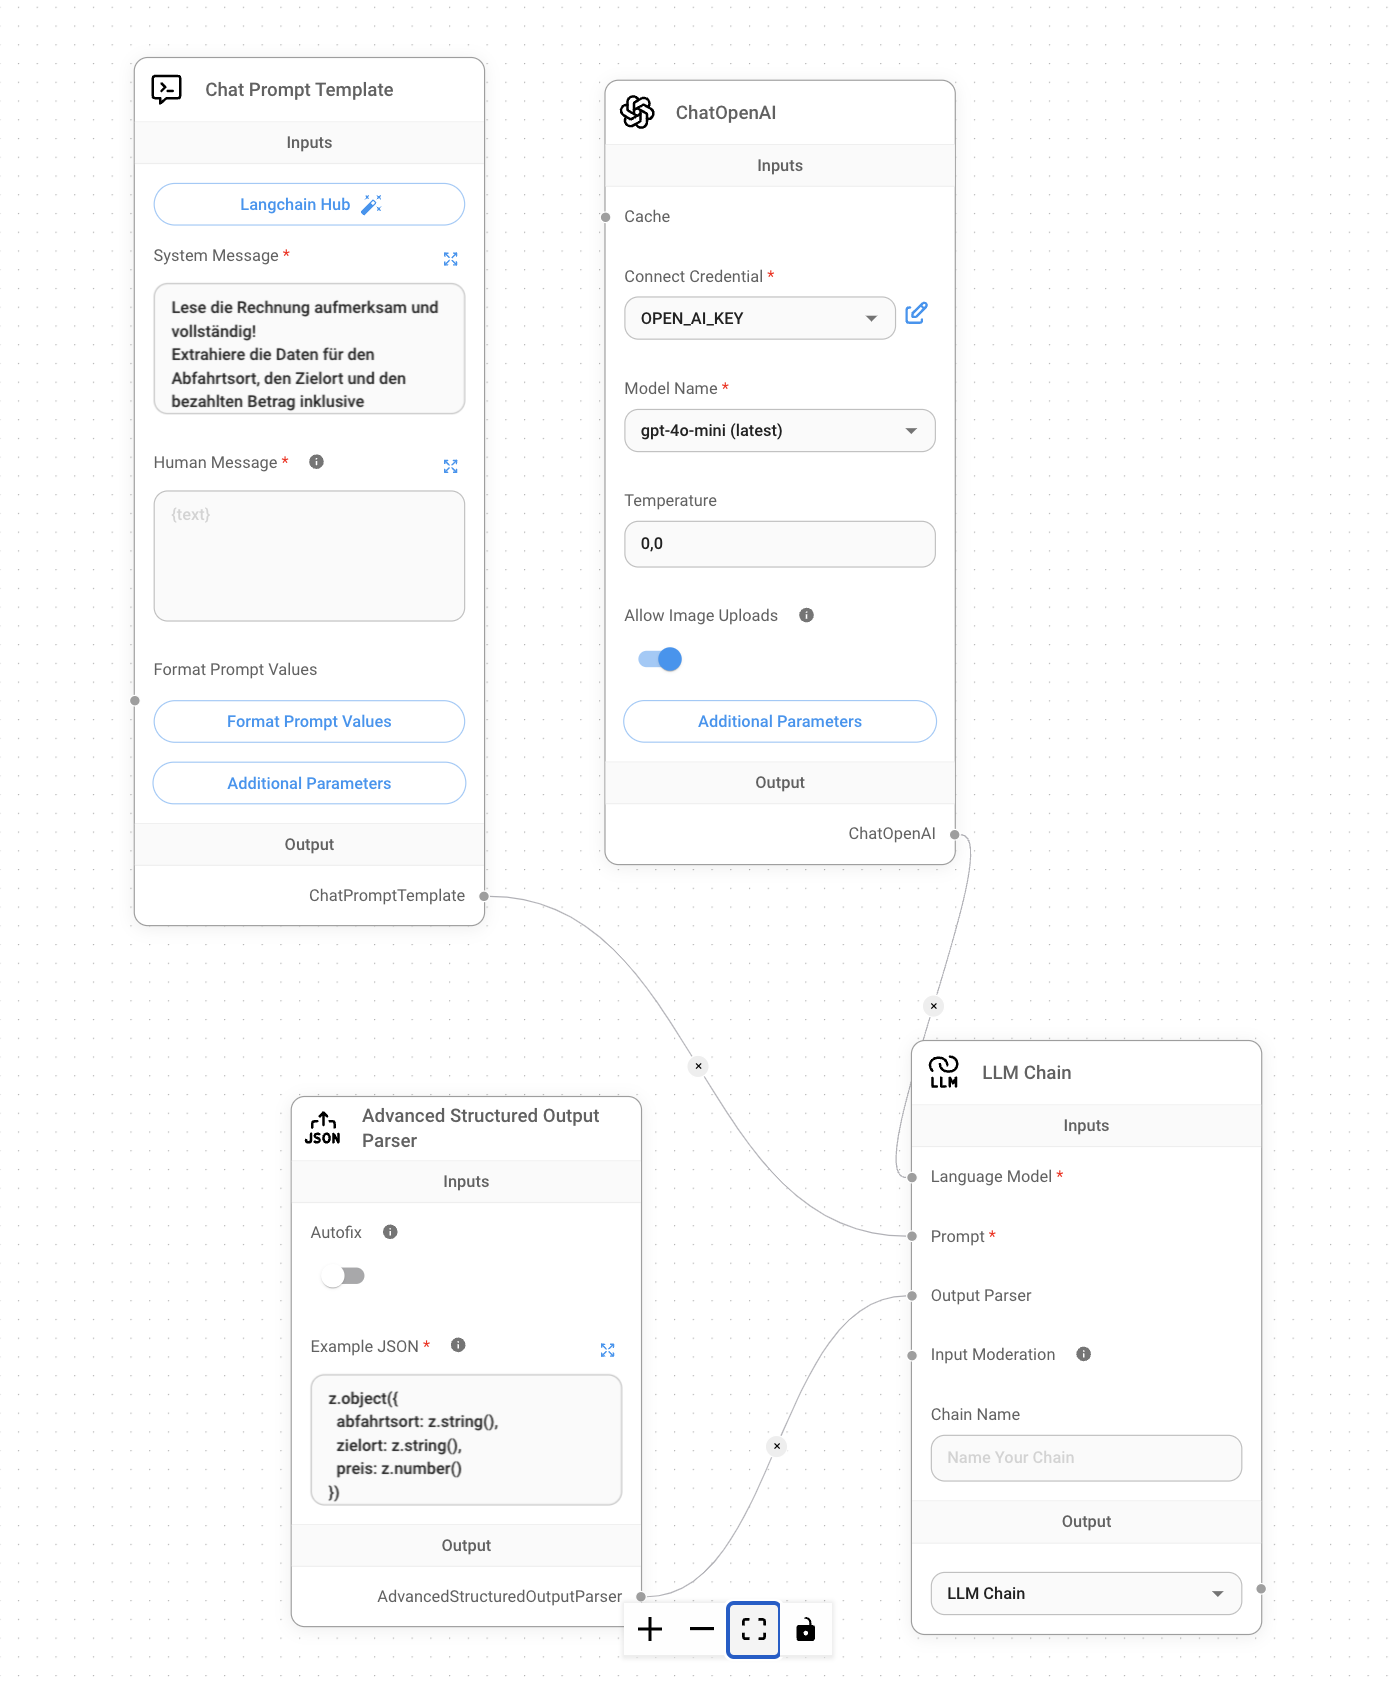 Chat Prompt Template
Inputs
Langchain Hub
System Message *
Lese die Rechnung aufmerksam und
vollständig!
Extrahiere die Daten für den
Abfahrtsort, den Zielort und den
bezahlten Betrag inklusive
Human Message *
{text}
Format Prompt Values
Format Prompt Values
Additional Parameters
Output
ChatPromptTemplate
ChatOpenAI
Inputs
Cache
Connect Credential *
OPEN_AI_KEY
Model Name *
gpt-4o-mini (latest)
Temperature
0,0
Allow Image Uploads
Additional Parameters
Output
ChatOpenAI
JSON
Advanced Structured Output
Parser
Inputs
Autofix
Example JSON *
z.object({
abfahrtsort: z.string(),
zielort: z.string(),
preis: z.number()
})
Output
AdvancedStructuredOutputParser
LLM
LLM Chain
Inputs
Language Model *
Prompt *
Output Parser
Input Moderation
Chain Name
Name Your Chain
Output
LLM Chain